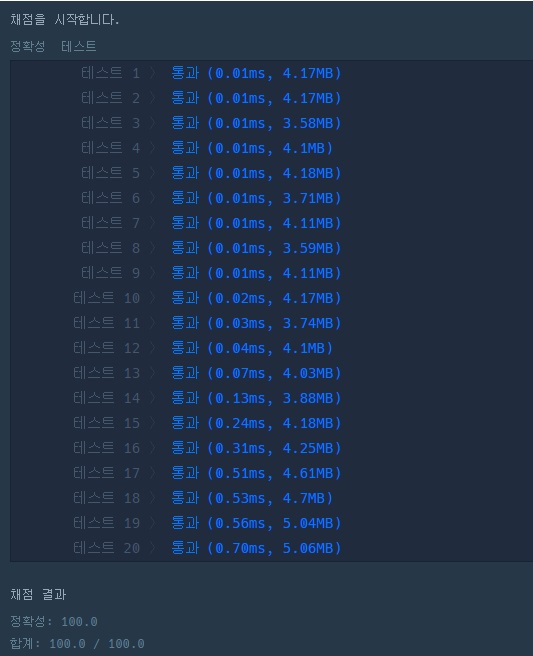 채점을 시작합니다.
정확성 테스트
테스트 1 〉 통과 (0.01ms, 4.17MB)
테스트 2 〉 통과 (0.01ms, 4.17MB)
테스트 3 〉 통과 (0.01ms, 3.58MB)
테스트 4 〉 통과 (0.01ms, 4.1MB)
테스트 5 〉 통과 (0.01ms, 4.18MB)
테스트 6 〉 통과 (0.01ms, 3.71MB)
테스트 7 〉 통과 (0.01ms, 4.11MB)
테스트 8 〉 통과 (0.01ms, 3.59MB)
테스트 9 〉 통과 (0.01ms, 4.11MB)
테스트 10 〉 통과 (0.02ms, 4.17MB)
테스트 11 〉 통과 (0.03ms, 3.74MB)
테스트 12 〉 통과 (0.04ms, 4.1MB)
테스트 13 〉 통과 (0.07ms, 4.03MB)
테스트 14 〉 통과 (0.13ms, 3.88MB)
테스트 15 〉 통과 (0.24ms, 4.18MB)
테스트 16 〉 통과 (0.31ms, 4.25MB)
테스트 17 〉 통과 (0.51ms, 4.61MB)
테스트 18 〉 통과 (0.53ms, 4.7MB)
테스트 19 〉 통과 (0.56ms, 5.04MB)
테스트 20 〉 통과 (0.70ms, 5.06MB)
채점 결과
정확성: 100.0
합계: 100.0 / 100.0